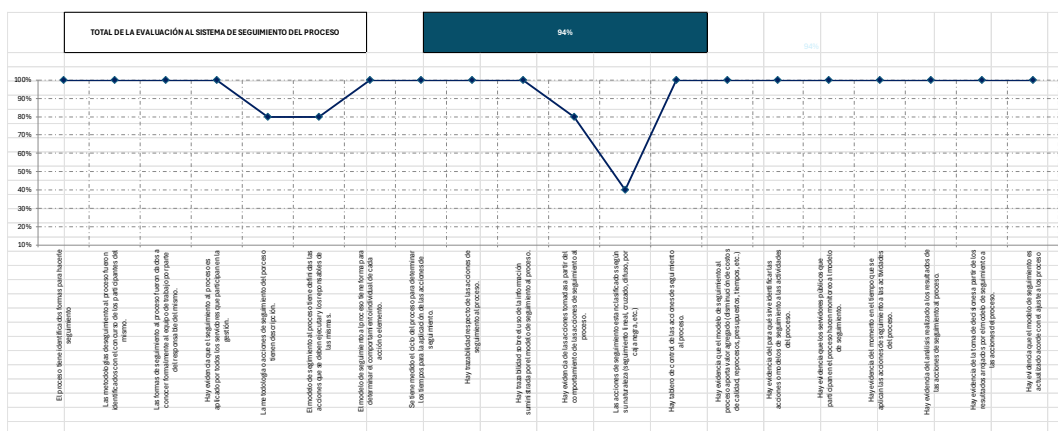 TOTAL DE LA EVALUACIÓN AL SISTEMA DE SEGUIMIENTO DEL PROCESO
94%
94%
100%
90%
80%
70%
60%
50%
40%
30%
20%
10%
El proceso tiene identificados formas para hacerle
seguimiento
Las metodologías de seguimiento al proceso fueron
identificados con el concurso de los participantes del
mismo.
Las formas de seguimiento al proceso fueron dados a
conocer formalmente al equipo de trabajo por parte
del responsible del mismo.
Hay evidencia que el seguimiento al proceso es
aplicado por todos los servidores que participan en la
gestión.
La metodología o acciones de seguimiento del porceso
tienen descripción.
El modelo de seguimiento al proceso tiene definidas las
acciones que se deben ejecutar y los responsables de
las mismas.
El modelo de seguimiento al proceso tiene forma para
determinar el comportamiento individual de cada
acción o elemento.
Se tiene medido el ciclo del proceso para determinar
los tiempos para la aplicación de las acciones de
seguimiento.
Hay trazabilidad respecto de las acciones de
seguimiento al proceso.
Hay trazabilidad sobre el uso de la información
suministrada por el modelo de seguimiento al proceso.
Hay evidencia de las acciones tomadas a partir del
comportamiento de las acciones de seguimiento al
proceso.
Las acciones de seguimiento están clasificados según
su naturaleza (seguimiento lineal, cruzado, difuso, por
caja negra, etc.)
Hay tablero de control de las acciones de seguimiento
al proceso.
Hay evidencia que el modelo de seguimiento al
proceso aporta valor agregado (disminución de costos
de calidad, reprocesos, presupuestos, tiempos, etc.)
Hay evidencia del para qué sirve identificar las
acciones o modelos de seguimiento a las actividades
del proceso.
Hay evidencia que los servidores públicos que
participan en el proceso hacen monitoreo al modelo
de seguimiento.
Hay evidencia del momento en el tiempo que se
aplican las acciones de seguimiento a las actividades
del proceso.
Hay evidencia del análisis realizado a los resultados de
las acciones de seguimiento al proceso.
Hay evidencia de la toma de decisiones a partir de los
resultados arrojados por el modelo de seguimiento a
las acciones del proceso.
Hay evidencia que el modelo de seguimiento es
actualizado acorde con el ajuste a los proceso